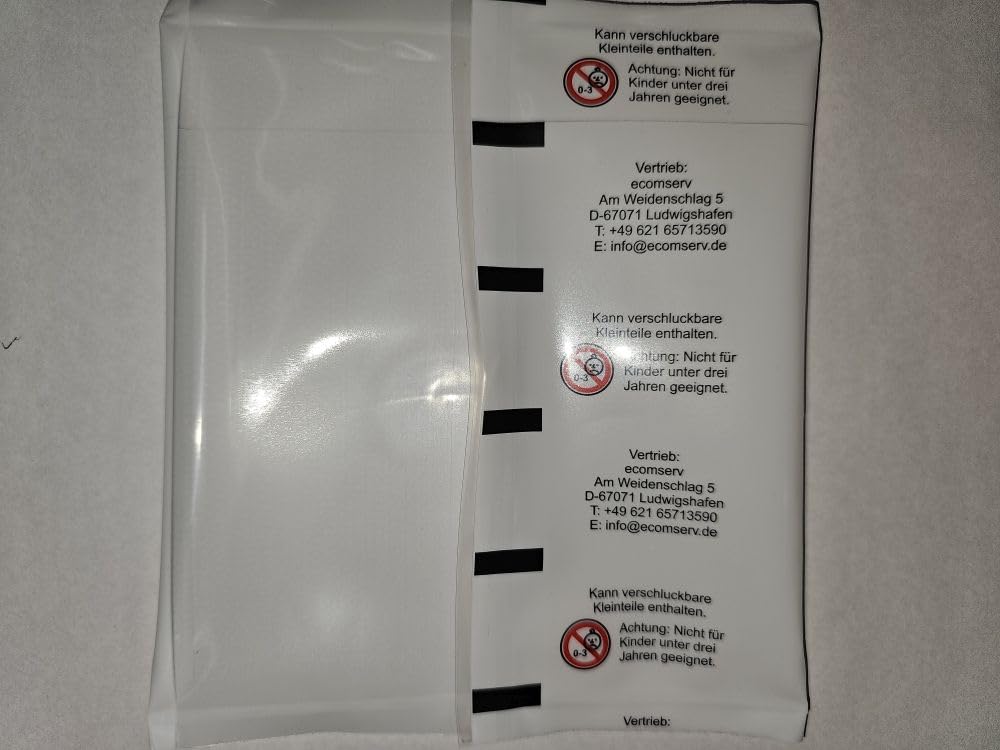 Kann verschluckbare
Kleinteile enthalten.
0-3
Achtung: Nicht für
Kinder unter drei
Jahren geeignet.
Vertrieb:
ecomserv
Am Weidenschlag 5
D-67071 Ludwigshafen
T: +49 621 65713590
E: info@ecomserv.de
Kann verschluckbare
Kleinteile enthalten.
0-3
Achtung: Nicht für
Kinder unter drei
Jahren geeignet.
Vertrieb:
ecomserv
Am Weidenschlag 5
D-67071 Ludwigshafen
T: +49 621 65713590
E: info@ecomserv.de
Kann verschluckbare
Kleinteile enthalten.
0-3
Achtung: Nicht für
Kinder unter drei
Jahren geeignet.
Vertrieb: